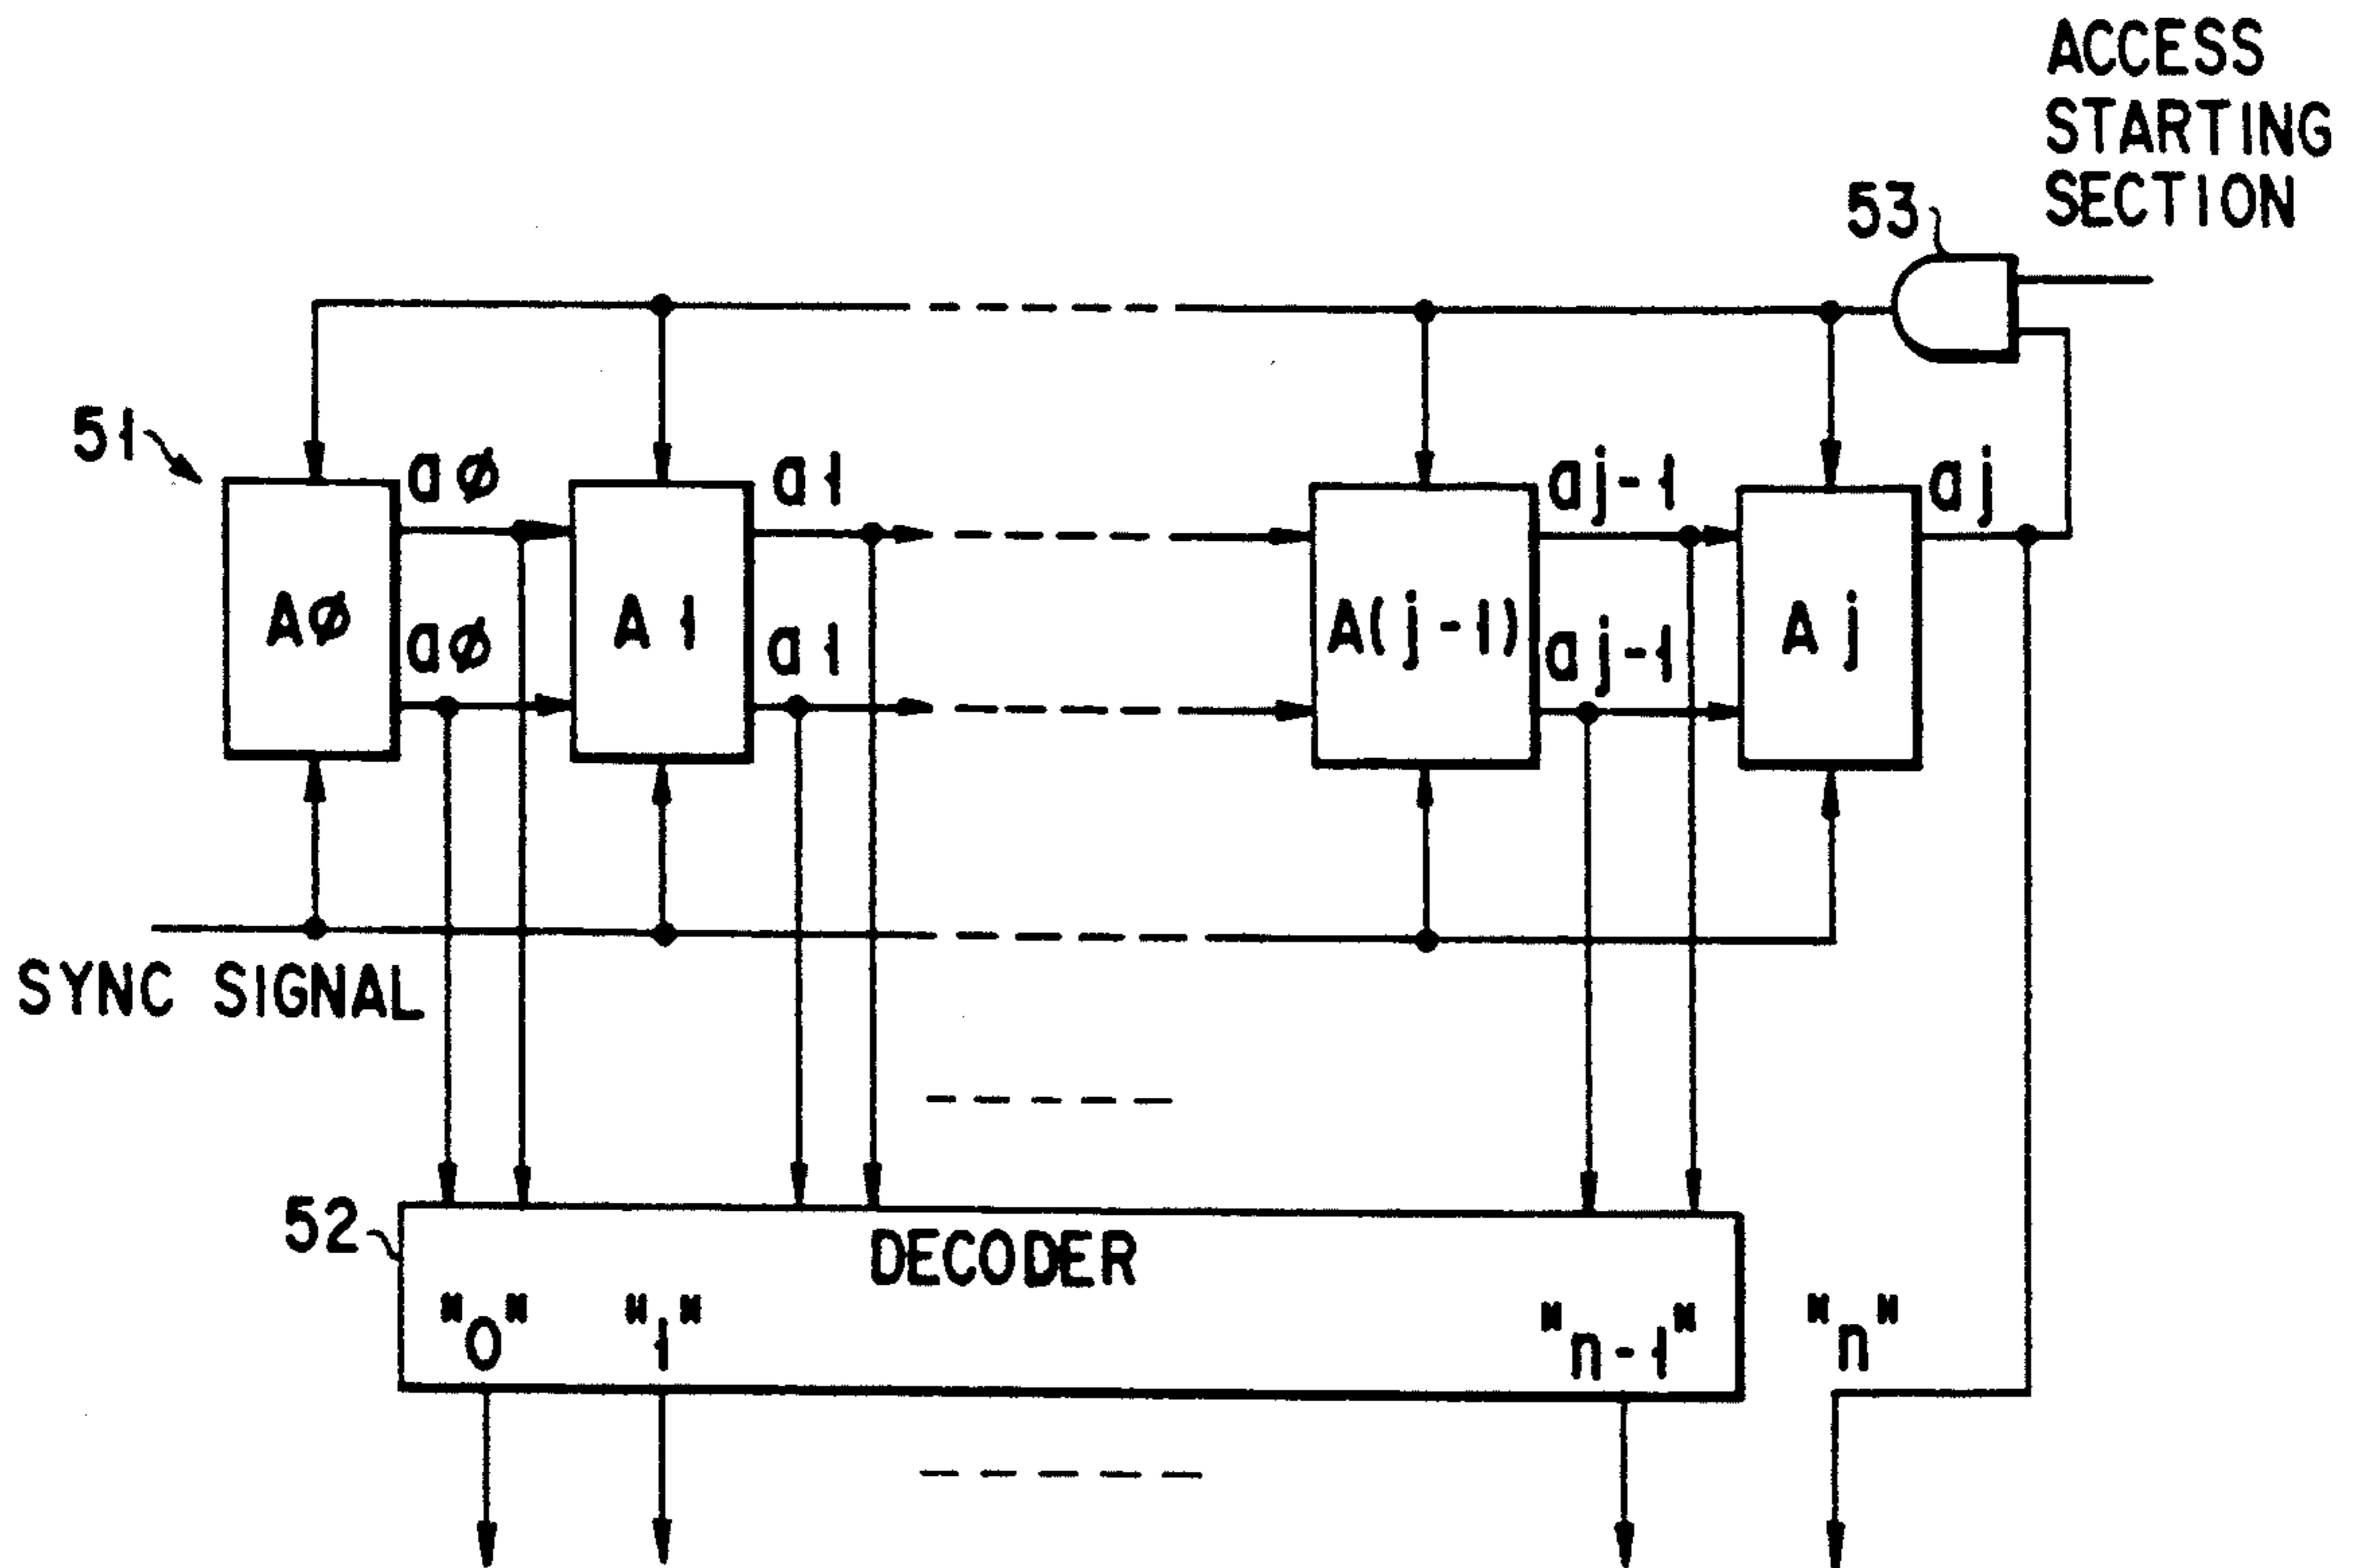 ACCESS
STARTING
SECTION
53
51
aø
a1
aj-1
aj
Aø
A1
A(j-1)
Aj
aø
a1
aj-1
SYNC SIGNAL
52
DECODER
"0"
"1"
"n-1"
"n"